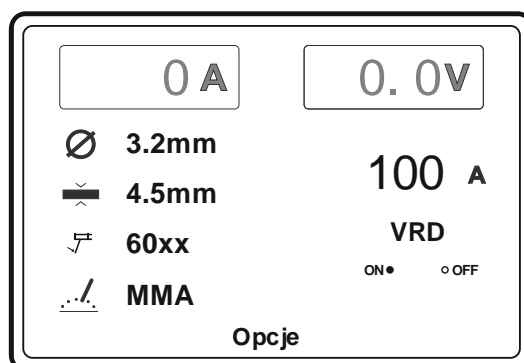 0 A 0.0V
3.2mm
4.5mm
100 A
60xx
VRD
ON OFF
MMA
Opcje